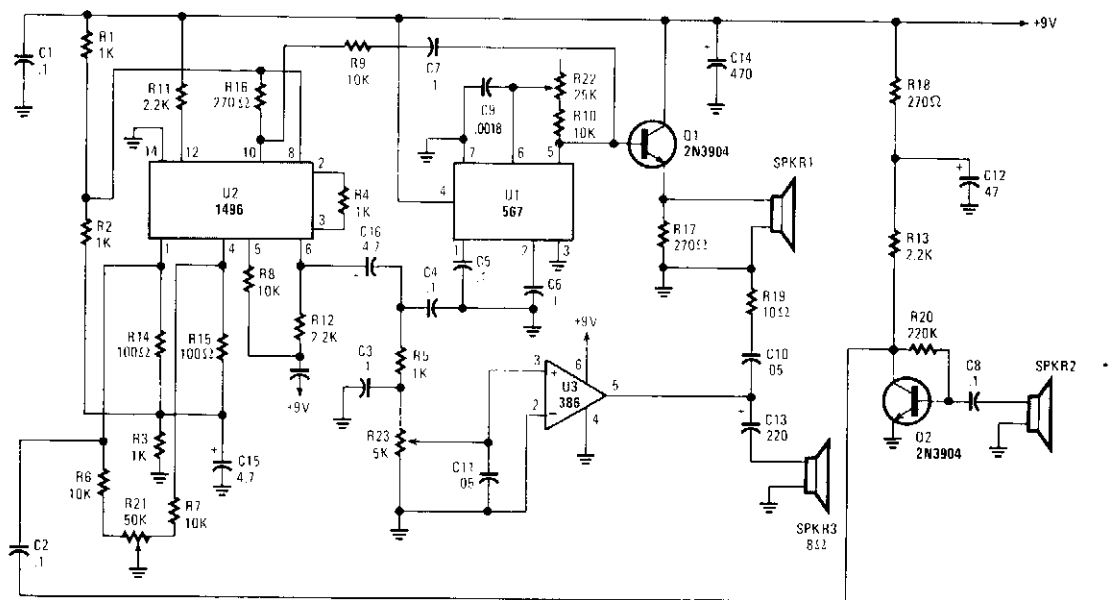 +9V
C1
.1
R1
1K
R11
2.2K
R16
270Ω
R9
10K
C7
1
C9
.0018
R22
25K
R10
10K
C14
470
R18
270Ω
Q1
2N3904
SPKR1
C12
47
14
12
10
8
2
3
U2
1496
R4
1K
7
6
5
4
U1
567
1
2
3
R2
1K
1
4
5
6
C16
4.7
R17
270Ω
R13
2.2K
R8
10K
C5
C4
.1
C6
1
R19
10Ω
R12
2.2K
R14
100Ω
R15
100Ω
+9V
C3
1
R5
1K
+9V
3
6
U3
386
5
2
4
C10
05
R20
220K
C8
.1
SPKR2
Q2
2N3904
R3
1K
C15
4.7
R23
5K
C11
05
C13
220
R6
10K
R21
50K
R7
10K
C2
.1
SPKR3
8Ω